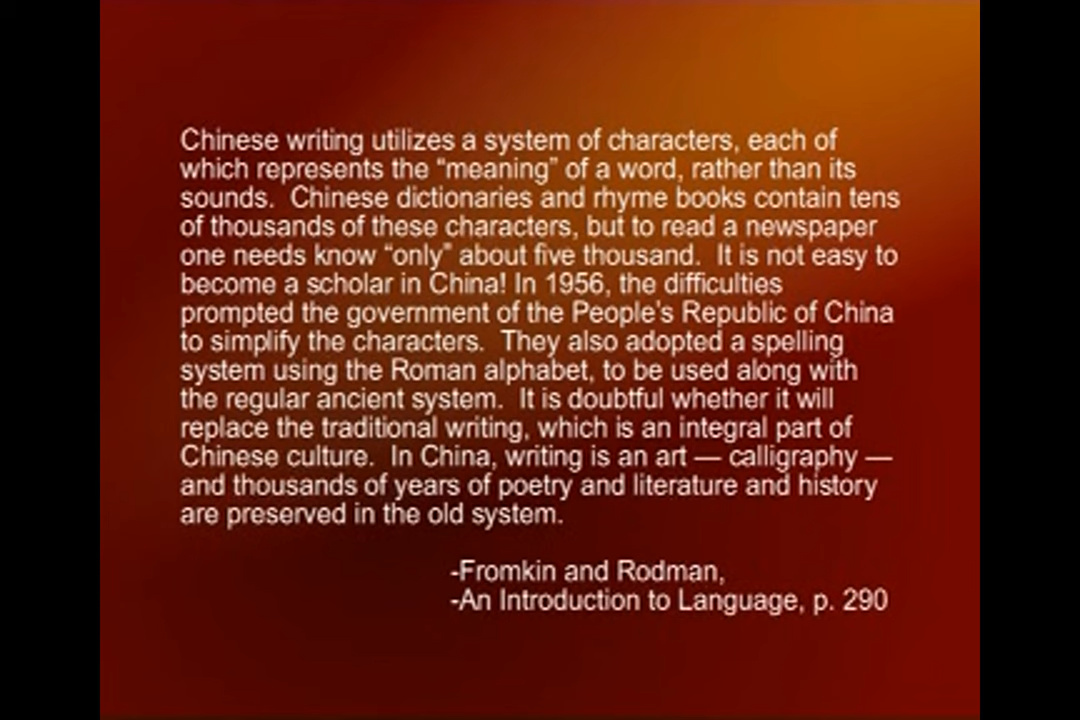 Chinese writing utilizes a system of characters, each of
which represents the “meaning” of a word, rather than its
sounds.  Chinese dictionaries and rhyme books contain tens
of thousands of these characters, but to read a newspaper
one needs know “only” about five thousand.  It is not easy to
become a scholar in China! In 1956, the difficulties
prompted the government of the People’s Republic of China
to simplify the characters.  They also adopted a spelling
system using the Roman alphabet, to be used along with
the regular ancient system.  It is doubtful whether it will
replace the traditional writing, which is an integral part of
Chinese culture.  In China, writing is an art — calligraphy —
and thousands of years of poetry and literature and history
are preserved in the old system.
-Fromkin and Rodman,
-An Introduction to Language, p. 290